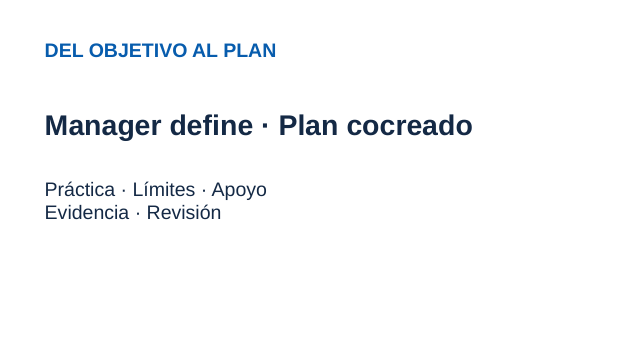 DEL OBJETIVO AL PLAN
Manager define · Plan cocreado
Práctica · Límites · Apoyo
Evidencia · Revisión